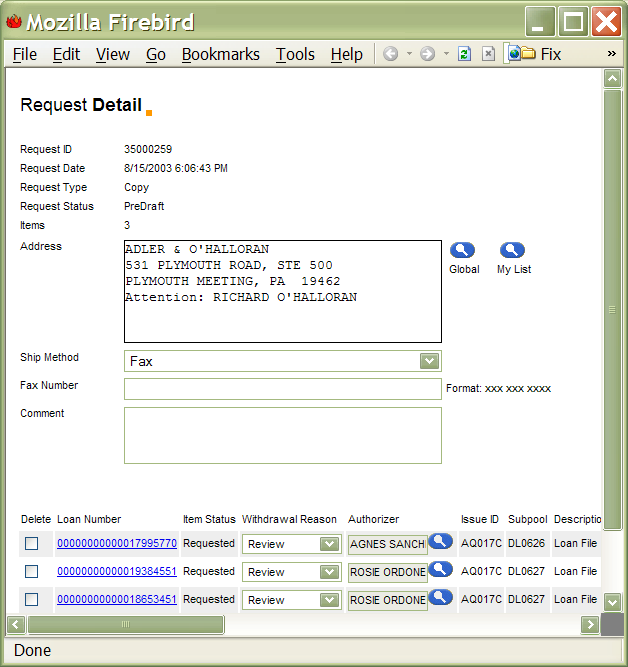 Mozilla Firebird
File Edit View Go Bookmarks Tools Help Fix »
Request Detail
Request ID 35000259
Request Date 8/15/2003 6:06:43 PM
Request Type Copy
Request Status PreDraft
Items 3
Address
ADLER & O'HALLORAN
531 PLYMOUTH ROAD, STE 500
PLYMOUTH MEETING, PA  19462
Attention: RICHARD O'HALLORAN
Global My List
Ship Method Fax
Fax Number Format: xxx xxx xxxx
Comment
Delete Loan Number Item Status Withdrawal Reason Authorizer Issue ID Subpool Descriptio
00000000000017995770 Requested Review AGNES SANCH AQ017C DL0626 Loan File
00000000000019384551 Requested Review ROSIE ORDONE AQ017C DL0627 Loan File
00000000000018653451 Requested Review ROSIE ORDONE AQ017C DL0627 Loan File
Done